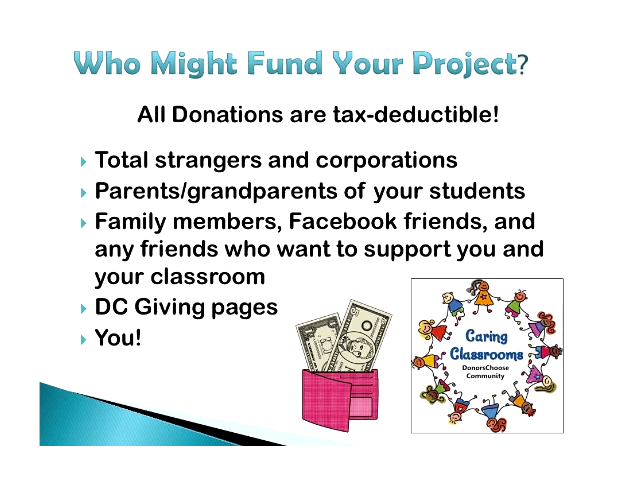 Who Might Fund Your Project?
All Donations are tax-deductible!
Total strangers and corporations
Parents/grandparents of your students
Family members, Facebook friends, and
any friends who want to support you and
your classroom
DC Giving pages
You!
Caring
Classrooms
DonorsChoose
Community